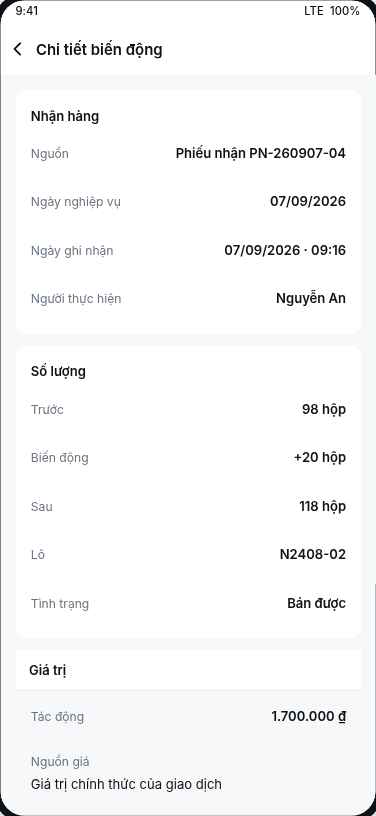 9:41 LTE 100%
Chi tiết biến động
Nhận hàng
Nguồn Phiếu nhận PN-260907-04
Ngày nghiệp vụ 07/09/2026
Ngày ghi nhận 07/09/2026 · 09:16
Người thực hiện Nguyễn An
Số lượng
Trước 98 hộp
Biến động +20 hộp
Sau 118 hộp
Lô N2408-02
Tình trạng Bán được
Giá trị
Tác động 1.700.000 ₫
Nguồn giá
Giá trị chính thức của giao dịch